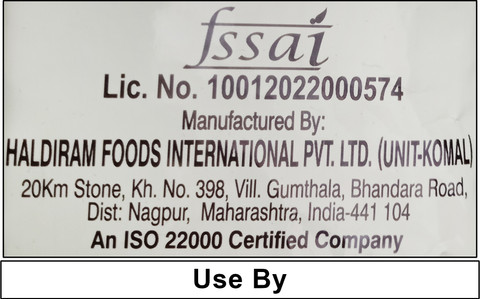 fssai
Lic. No. 10012022000574
Manufactured By:
HALDIRAM FOODS INTERNATIONAL PVT. LTD. (UNIT-KOMAL)
20Km Stone, Kh. No. 398, Vill. Gumthala, Bhandara Road,
Dist: Nagpur, Maharashtra, India-441 104
An ISO 22000 Certified Company
Use By